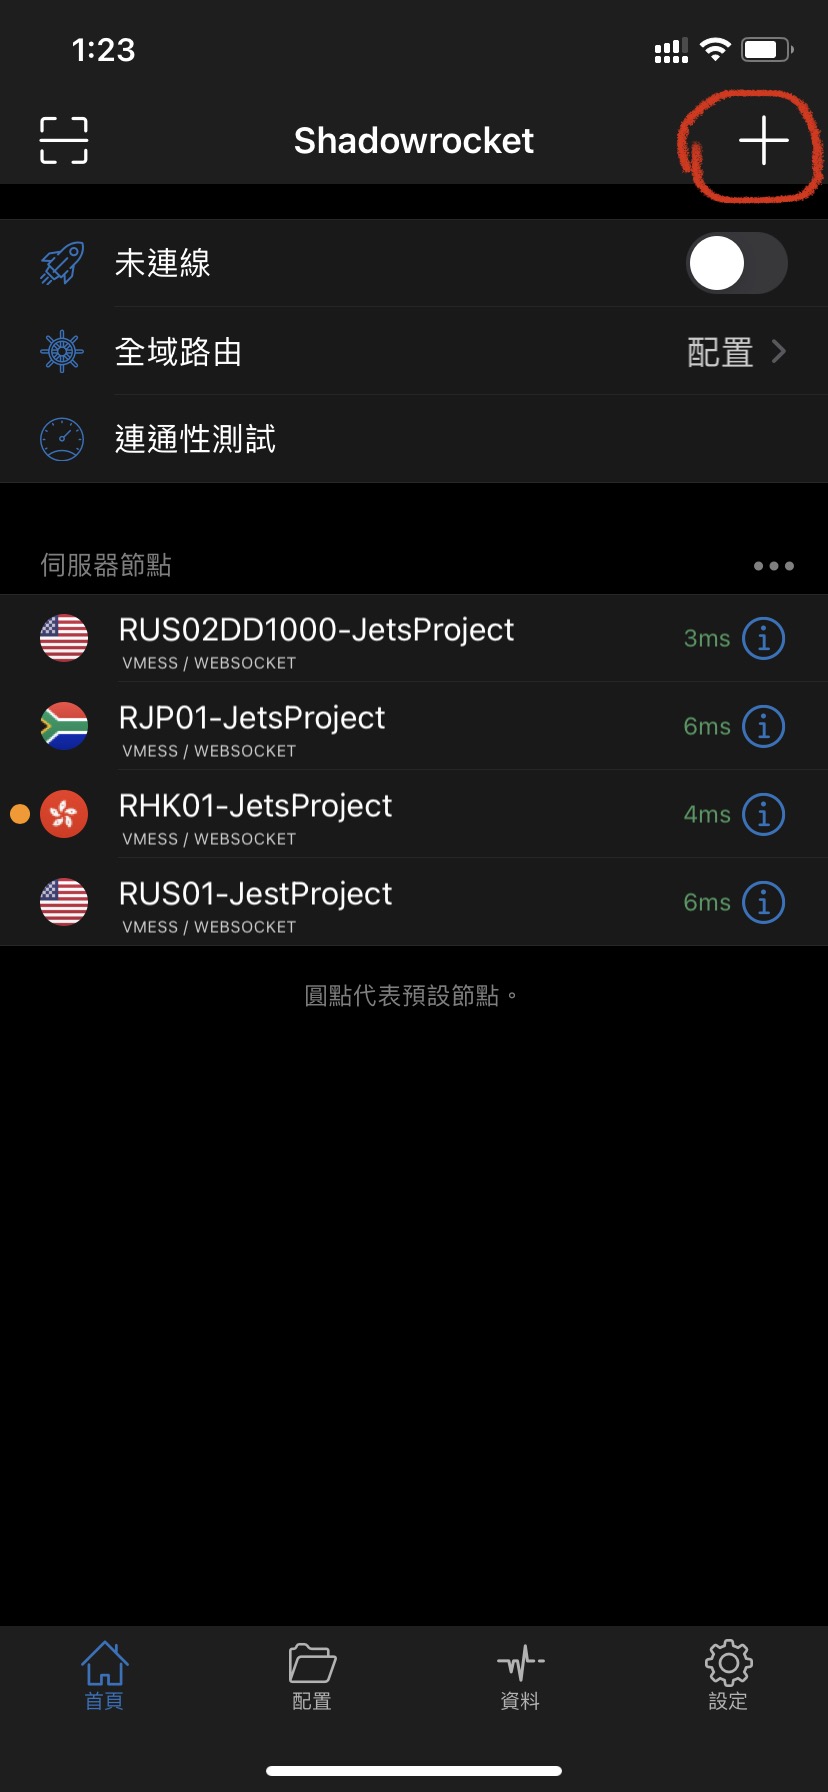 1:23
Shadowrocket
未連線
全域路由
配置
連通性測試
伺服器節點
RUS02DD1000-JetsProject
3ms
VMESS / WEBSOCKET
RJP01-JetsProject
6ms
VMESS / WEBSOCKET
RHK01-JetsProject
4ms
VMESS / WEBSOCKET
RUS01-JestProject
6ms
VMESS / WEBSOCKET
圓點代表預設節點。
首頁
配置
資料
設定